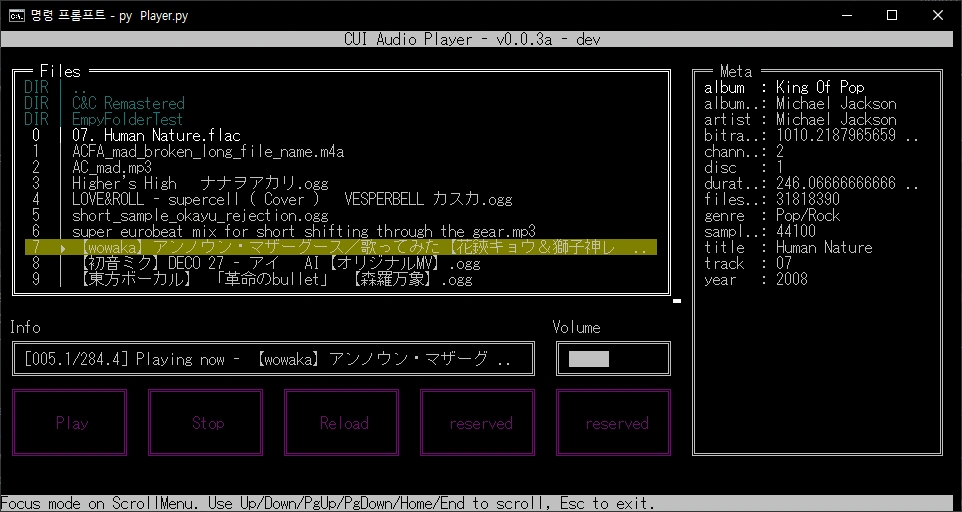 명령 프롬프트 - py Player.py
CUI Audio Player - v0.0.3a - dev
Files
DIR | ..
DIR | C&C Remastered
DIR | EmpyFolderTest
0 | 07. Human Nature.flac
1 | ACFA_mad_broken_long_file_name.m4a
2 | AC_mad.mp3
3 | Higher's High ナナヲアカリ.ogg
4 | LOVE&ROLL - supercell ( Cover ) VESPERBELL カスカ.ogg
5 | short_sample_okayu_rejection.ogg
6 | super eurobeat mix for short shifting through the gear.mp3
7 ▸ 【wowaka】アンノウン・マザーグース／歌ってみた【花鋏キョウ＆獅子神レ ..
8 | 【初音ミク】DECO 27 - アイ AI【オリジナルMV】.ogg
9 | 【東方ボーカル】 「革命のbullet」 【森羅万象】.ogg
Meta
album : King Of Pop
album..: Michael Jackson
artist : Michael Jackson
bitra..: 1010.2187965659 ..
chann..: 2
disc : 1
durat..: 246.06666666666 ..
files..: 31818390
genre : Pop/Rock
sampl..: 44100
title : Human Nature
track : 07
year : 2008
Info
[005.1/284.4] Playing now - 【wowaka】アンノウン・マザーグ ..
Volume
Play
Stop
Reload
reserved
reserved
Focus mode on ScrollMenu. Use Up/Down/PgUp/PgDown/Home/End to scroll, Esc to exit.